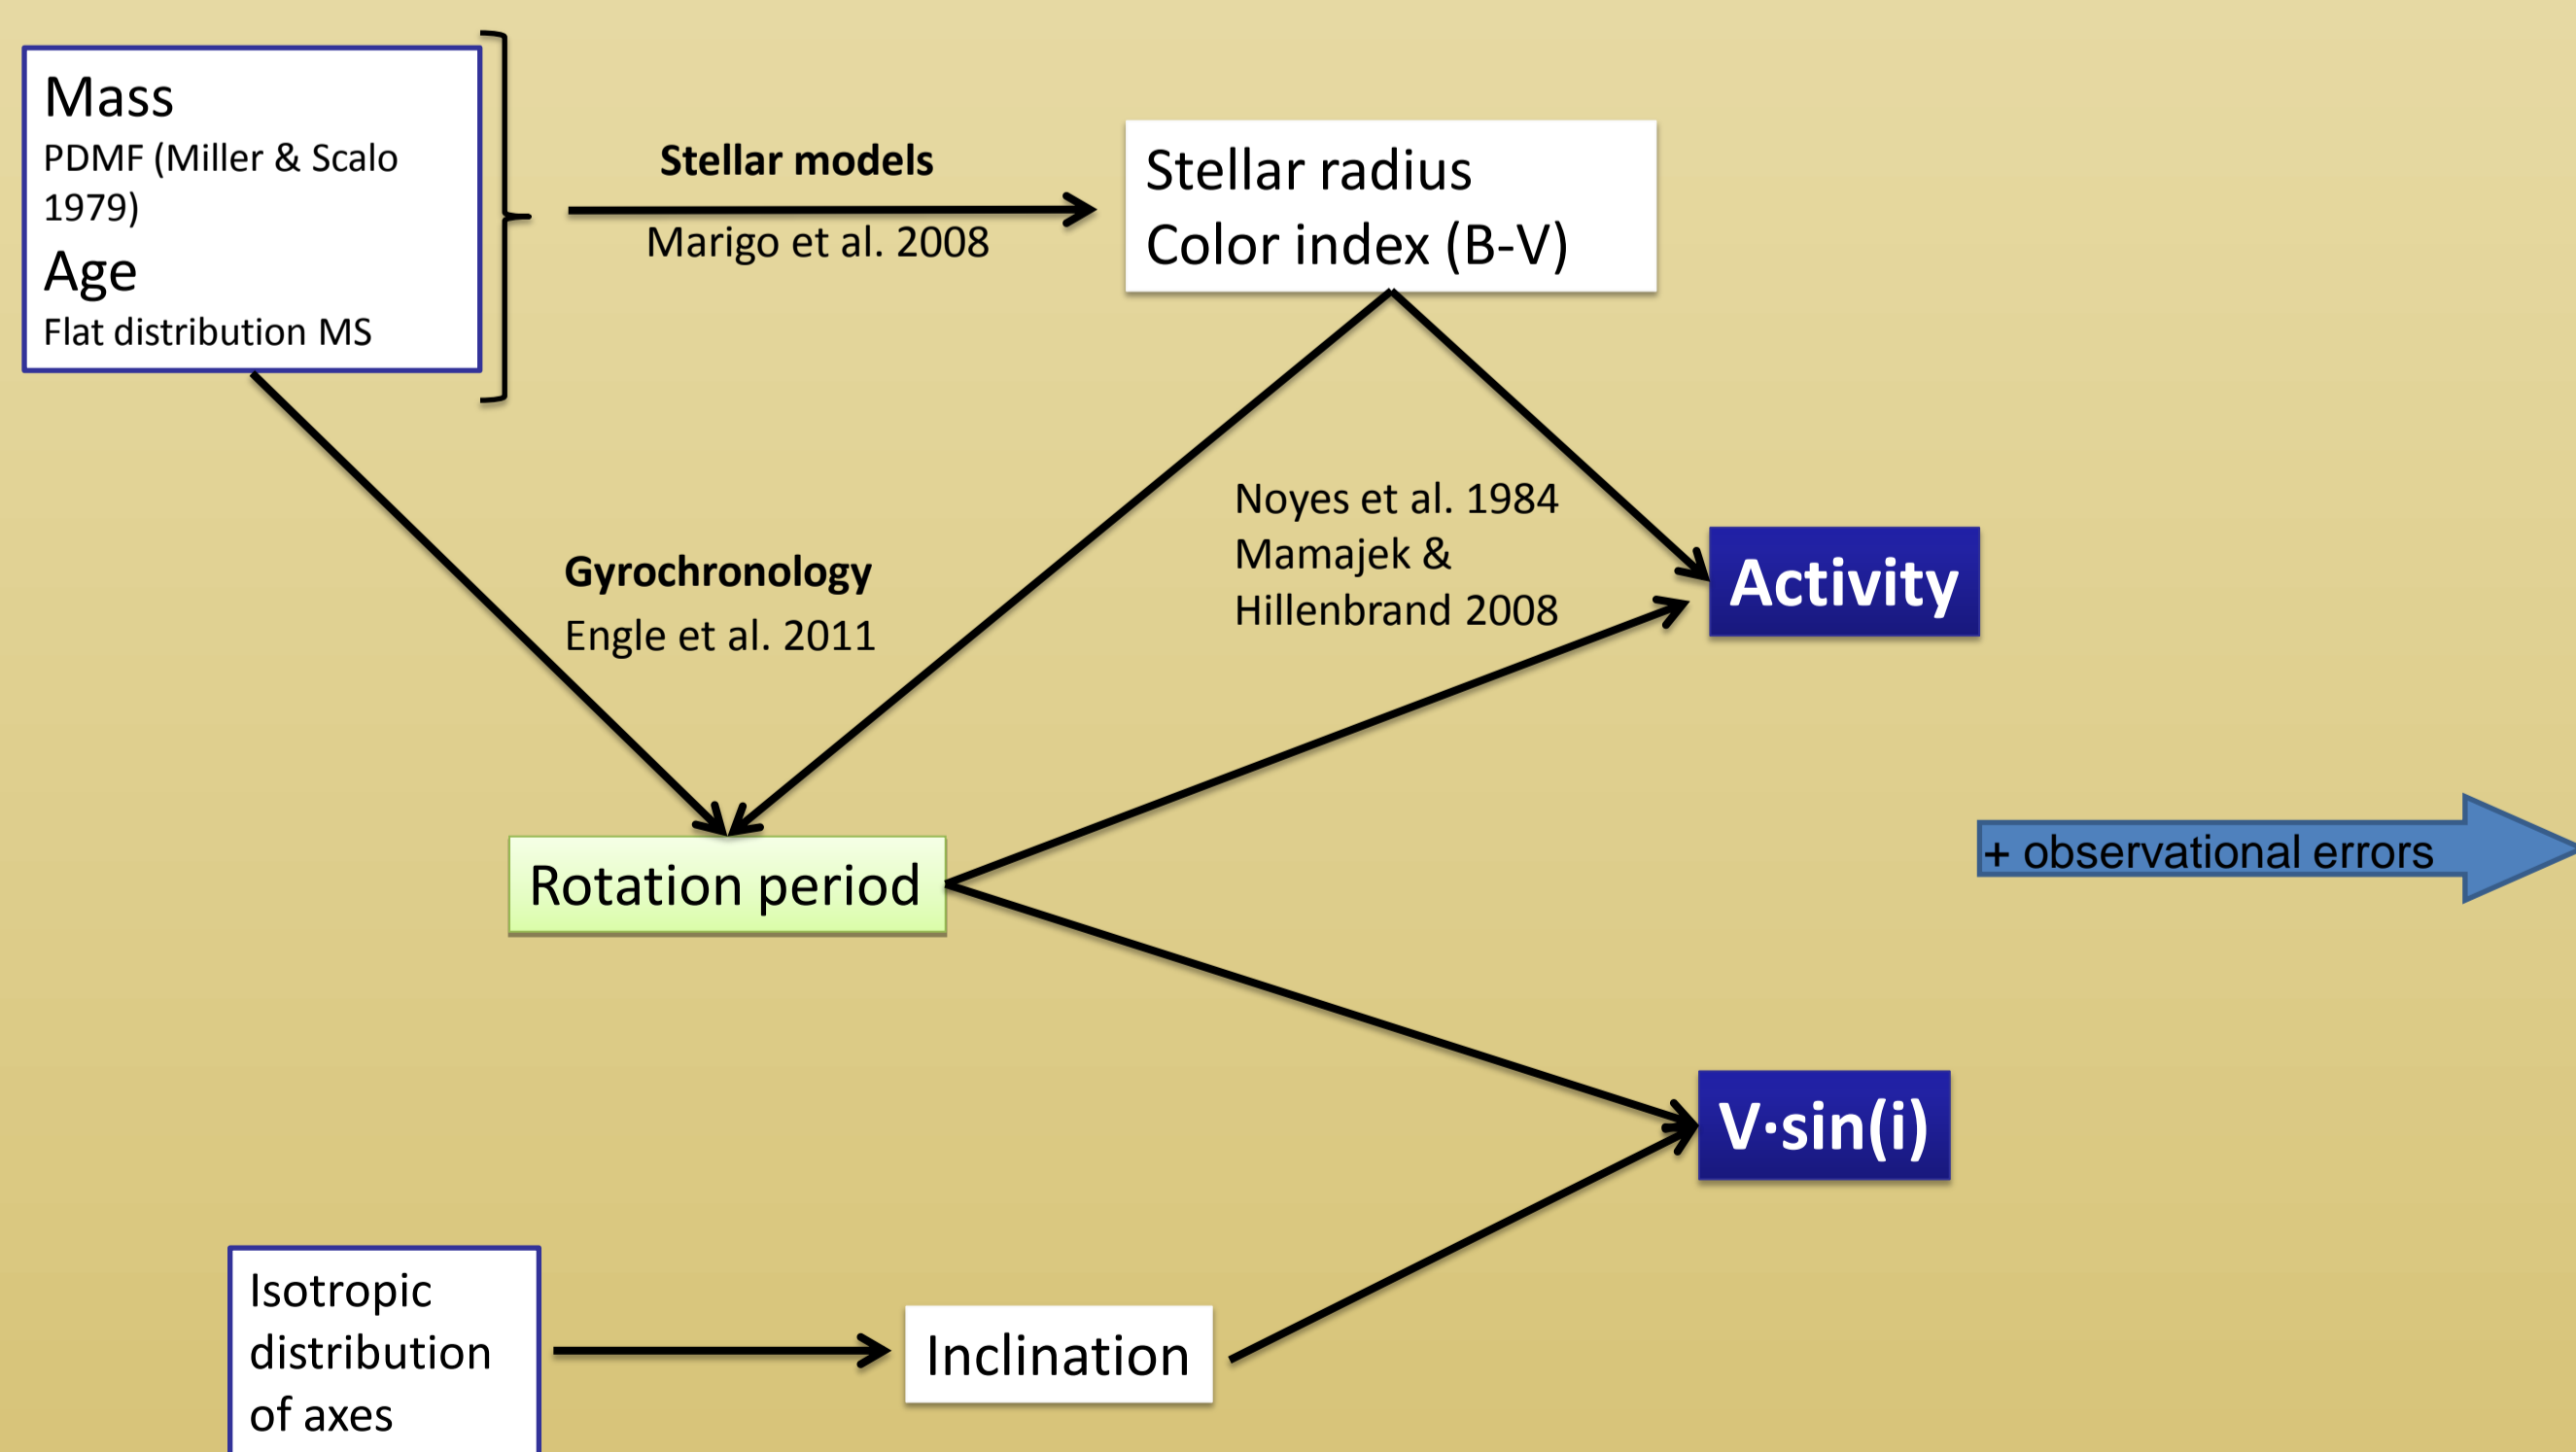 Mass
PDMF (Miller & Scalo
1979)
Age
Flat distribution MS
Stellar models
Marigo et al. 2008
Stellar radius
Color index (B-V)
Gyrochronology
Engle et al. 2011
Noyes et al. 1984
Mamajek &
Hillenbrand 2008
Activity
Rotation period
+ observational errors
V·sin(i)
Isotropic
distribution
of axes
Inclination